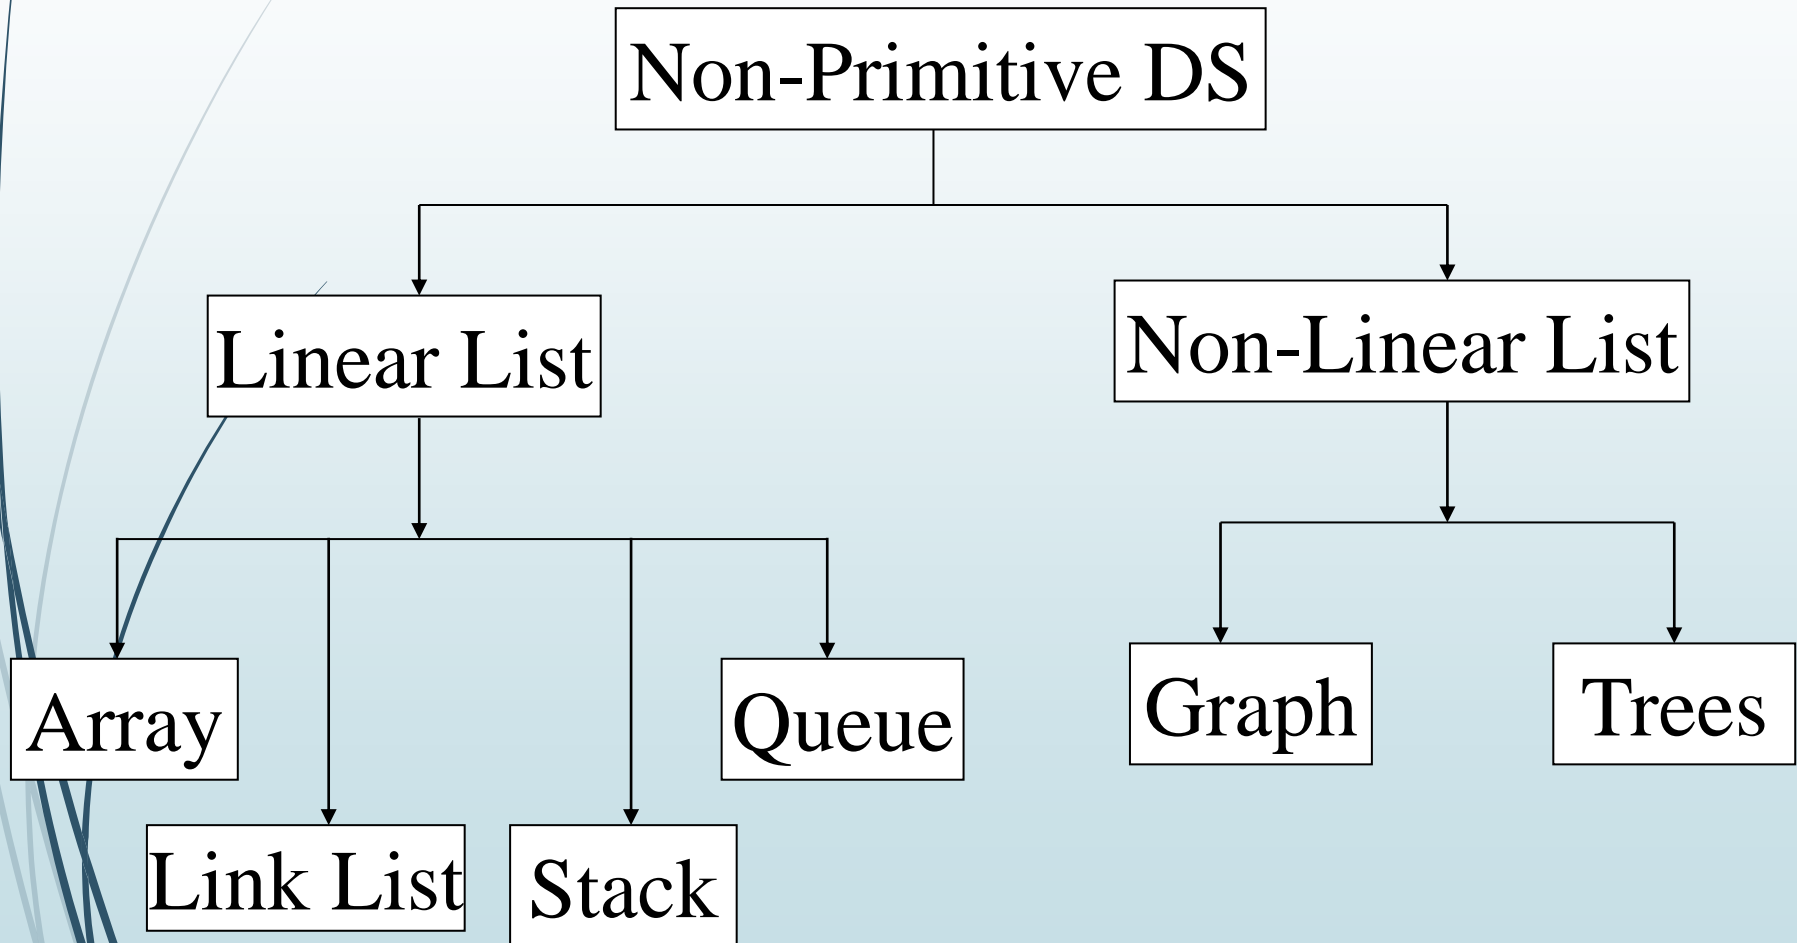 Non-Primitive DS
Linear List
Non-Linear List
Array
Queue
Graph
Trees
Link List
Stack